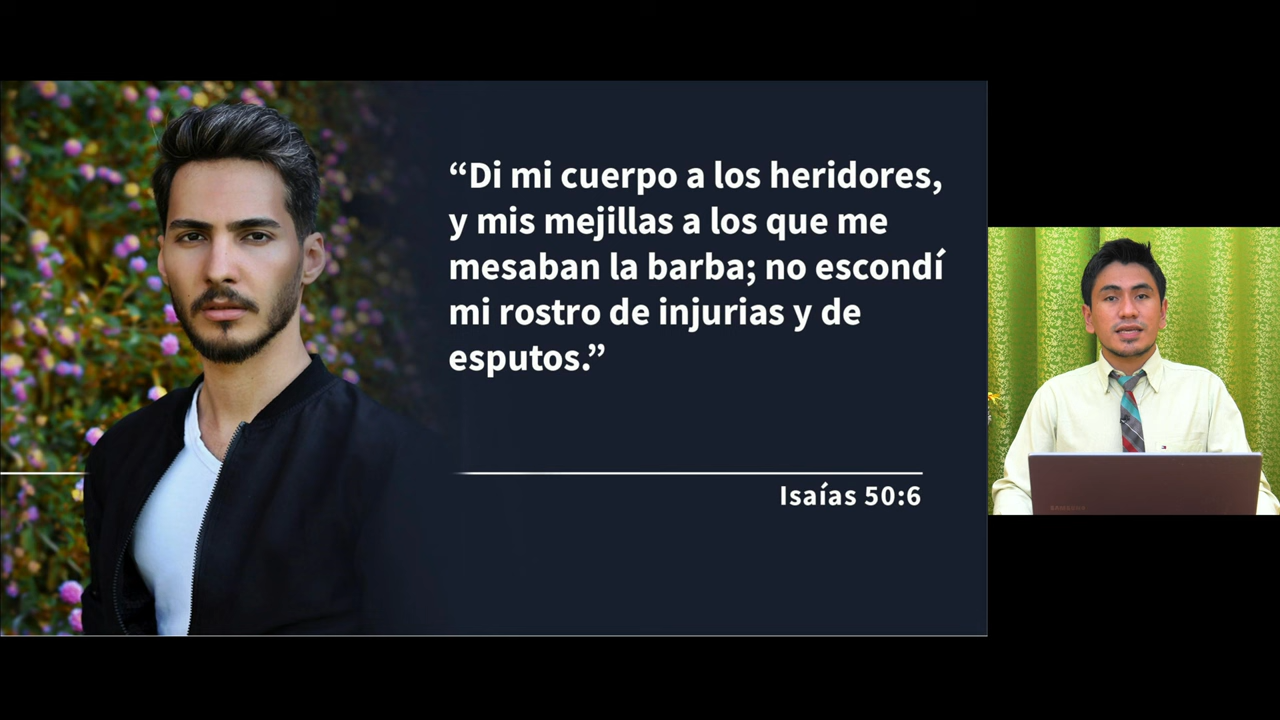 “Di mi cuerpo a los heridores,
y mis mejillas a los que me
mesaban la barba; no escondí
mi rostro de injurias y de
esputos.”
Isaías 50:6
SAMSUNG